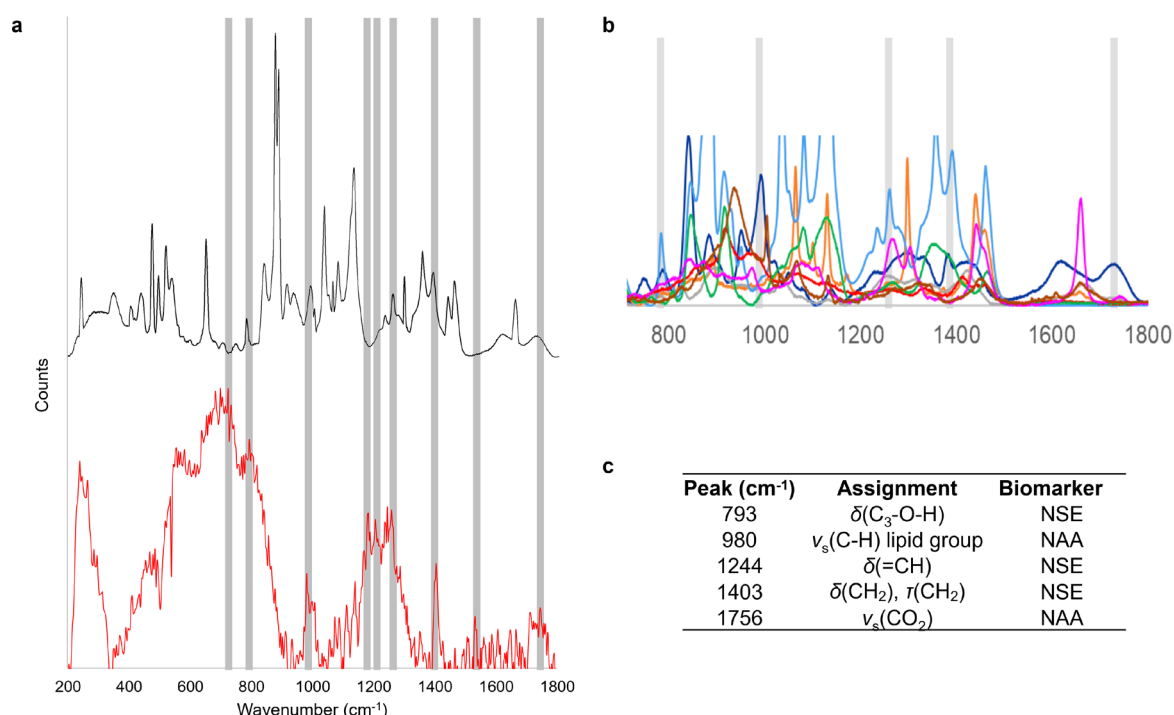 a
Counts
200 400 600 800 1000 1200 1400 1600 1800
Wavenumber (cm-1)
b
800 1000 1200 1400 1600 1800
c
Peak (cm-1) Assignment Biomarker
793 δ(C3-O-H) NSE
980 vs(C-H) lipid group NAA
1244 δ(=CH) NSE
1403 δ(CH2), τ(CH2) NSE
1756 vs(CO2) NAA